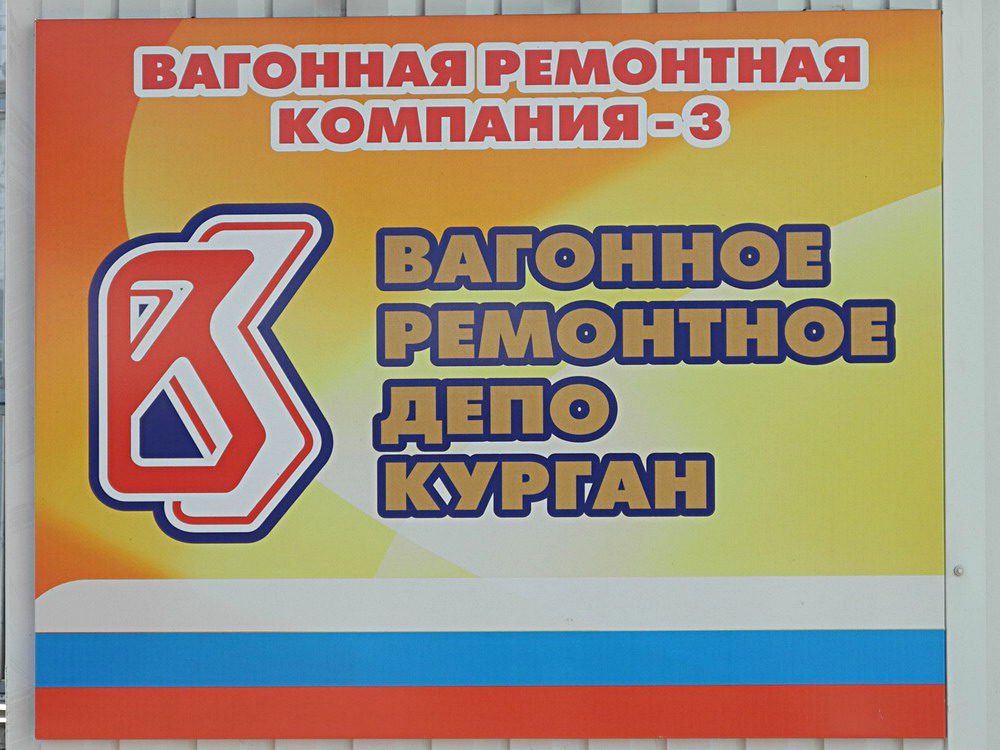 ВАГОННАЯ РЕМОНТНАЯ
КОМПАНИЯ - 3
ВАГОННОЕ
РЕМОНТНОЕ
ДЕПО
КУРГАН